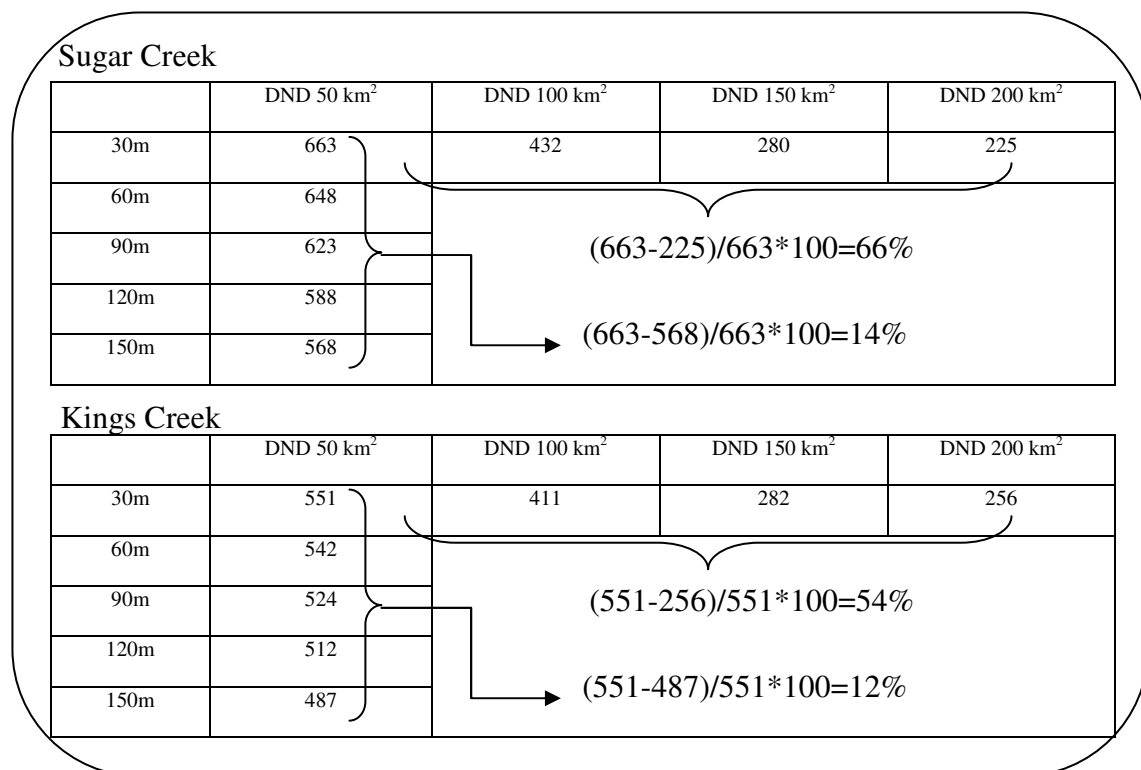 Sugar Creek
DND 50 km² DND 100 km² DND 150 km² DND 200 km²
30m 663 432 280 225
60m 648
(663-225)/663*100=66%
90m 623
120m 588
(663-568)/663*100=14%
150m 568
Kings Creek
DND 50 km² DND 100 km² DND 150 km² DND 200 km²
30m 551 411 282 256
60m 542
90m 524 (551-256)/551*100=54%
120m 512
(551-487)/551*100=12%
150m 487